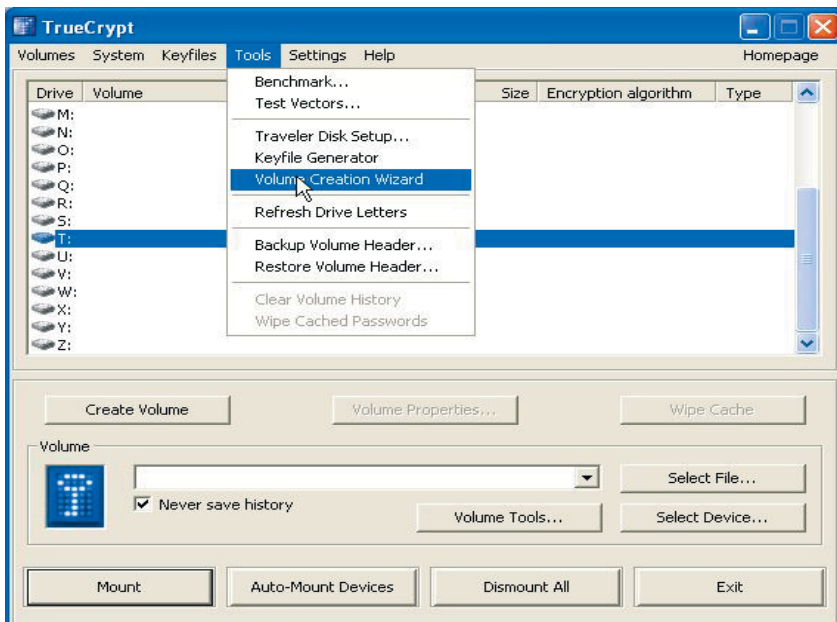 TrueCrypt
Volumes System Keyfiles Tools Settings Help Homepage
Drive Volume Size Encryption algorithm Type
M:
N:
O:
P:
Q:
R:
S:
T:
U:
V:
W:
X:
Y:
Z:
Benchmark...
Test Vectors...
Traveler Disk Setup...
Keyfile Generator
Volume Creation Wizard
Refresh Drive Letters
Backup Volume Header...
Restore Volume Header...
Clear Volume History
Wipe Cached Passwords
Create Volume Volume Properties... Wipe Cache
Volume
Select File...
Never save history
Volume Tools... Select Device...
Mount Auto-Mount Devices Dismount All Exit